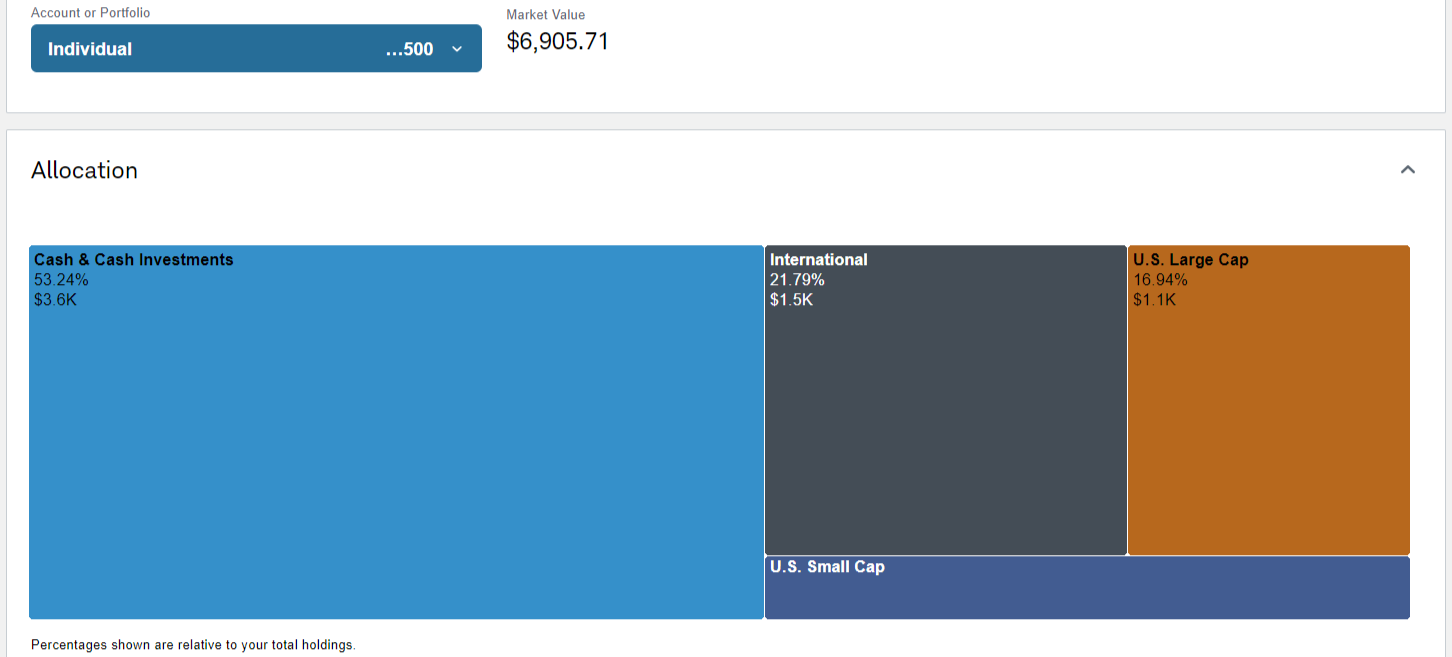 Account or Portfolio
Market Value
Individual ...500
$6,905.71
Allocation
Cash & Cash Investments
53.24%
$3.6K
International
21.79%
$1.5K
U.S. Large Cap
16.94%
$1.1K
U.S. Small Cap
Percentages shown are relative to your total holdings.